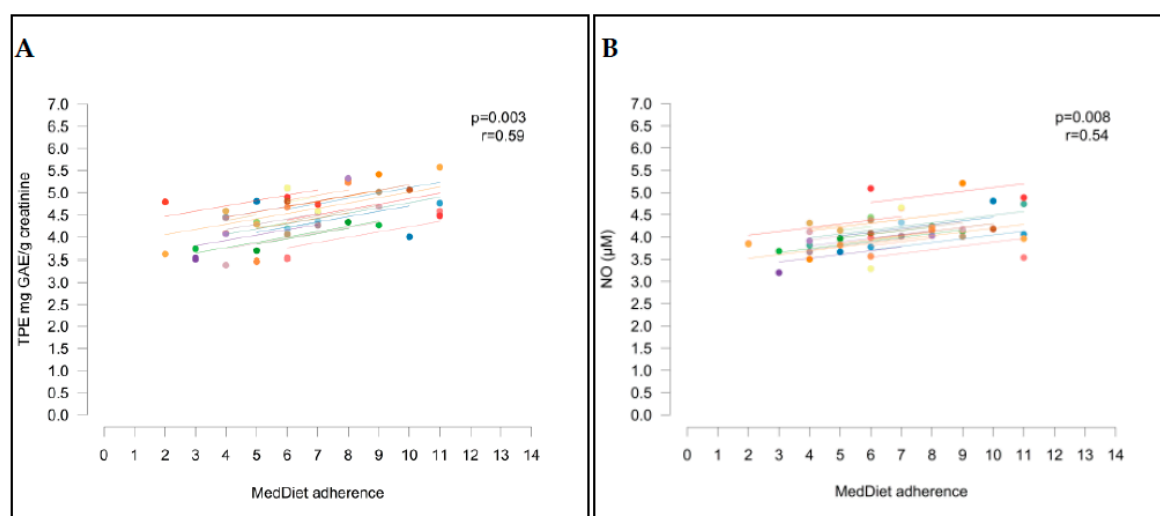 A
TPE mg GAE/g creatinine
7.0
6.5
6.0
5.5
5.0
4.5
4.0
3.5
3.0
2.5
2.0
1.5
1.0
0.5
0.0
p=0.003
r=0.59
0 1 2 3 4 5 6 7 8 9 10 11 12 13 14
MedDiet adherence
B
NO (µM)
7.0
6.5
6.0
5.5
5.0
4.5
4.0
3.5
3.0
2.5
2.0
1.5
1.0
0.5
0.0
p=0.008
r=0.54
0 1 2 3 4 5 6 7 8 9 10 11 12 13 14
MedDiet adherence